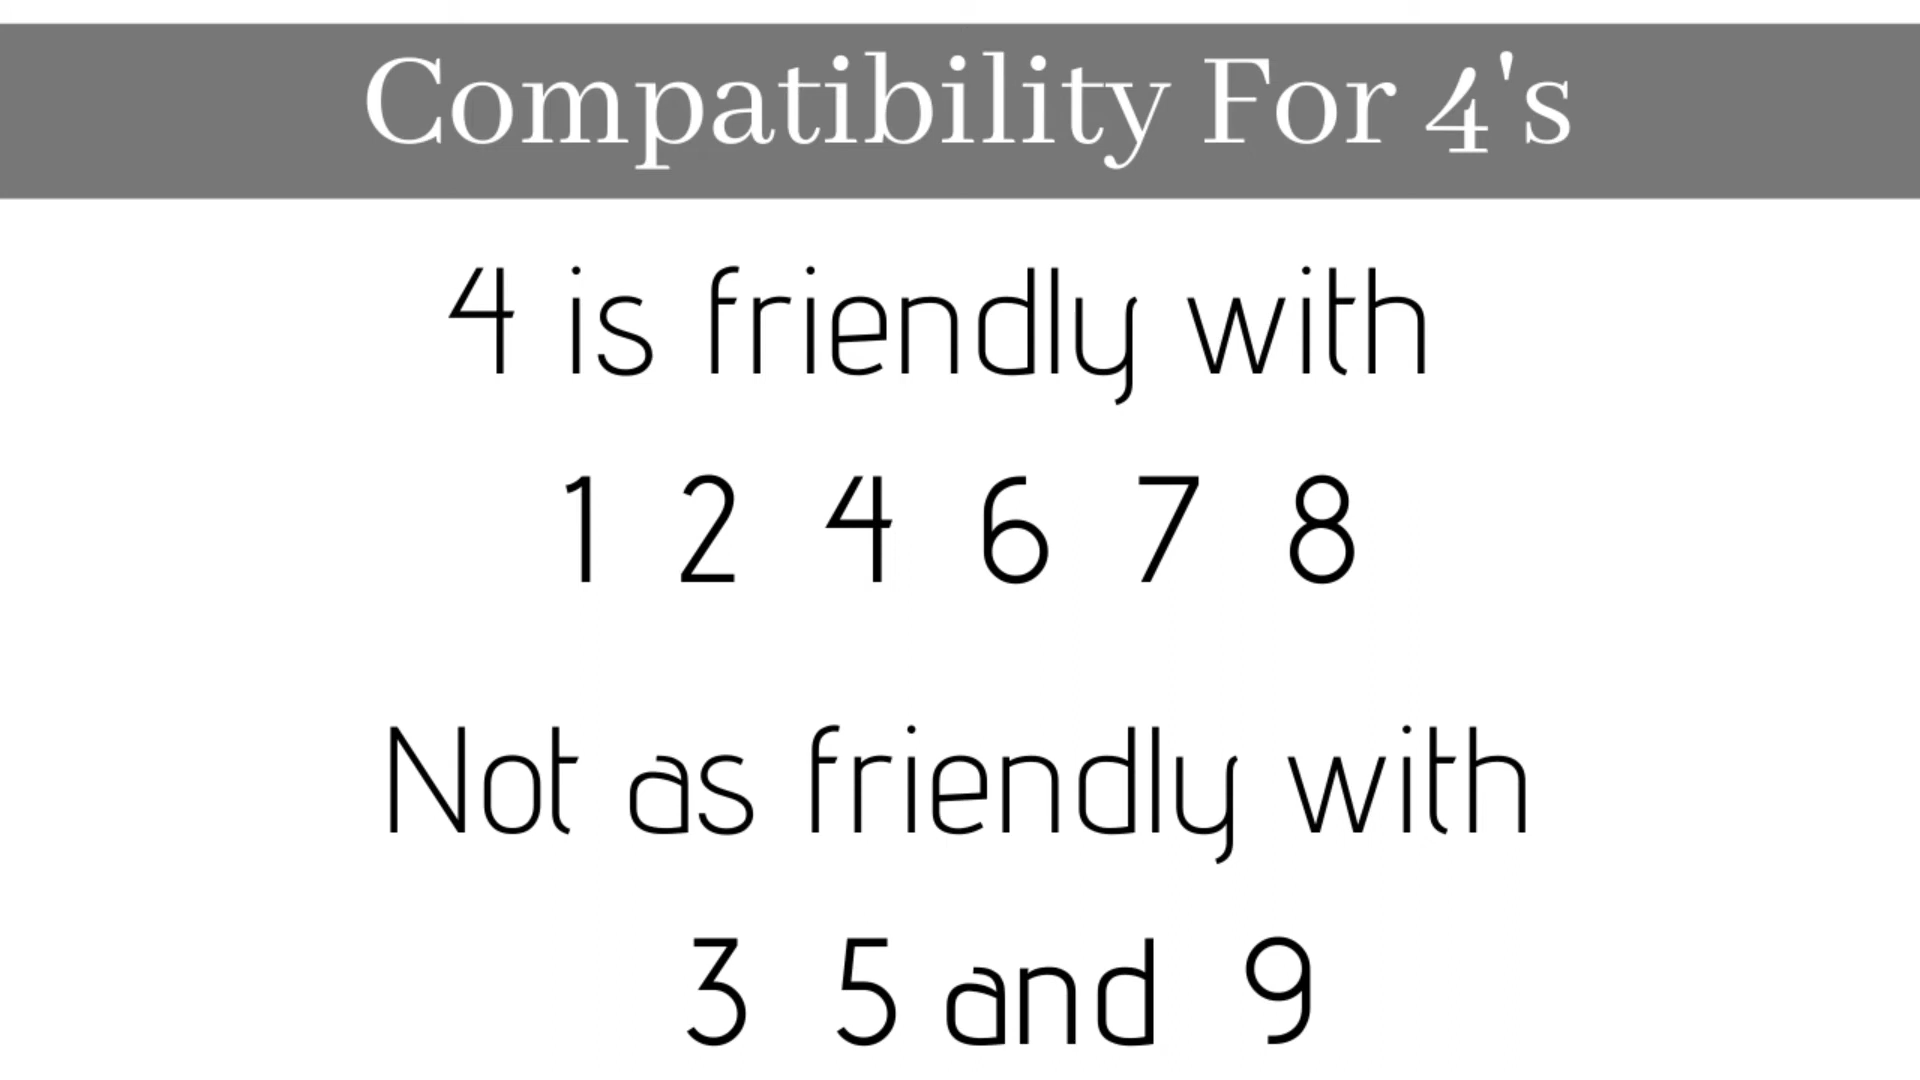 Compatibility For 4's
4 is friendly with
1 2 4 6 7 8
Not as friendly with
3 5 and 9